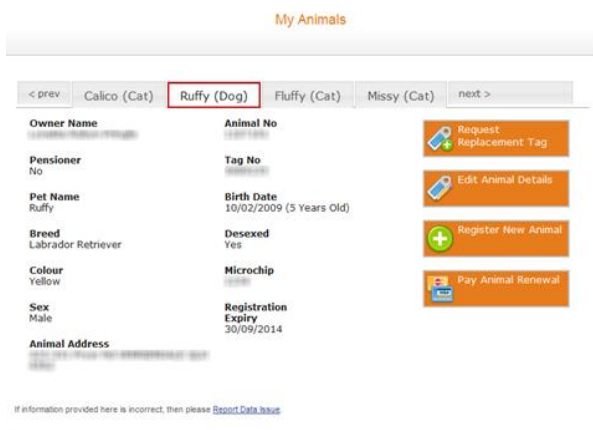 My Animals
< prev
Calico (Cat)
Ruffy (Dog)
Fluffy (Cat)
Missy (Cat)
next >
Owner Name
Animal No
Pensioner
No
Tag No
Pet Name
Ruffy
Birth Date
10/02/2009 (5 Years Old)
Breed
Labrador Retriever
Desexed
Yes
Colour
Yellow
Microchip
Sex
Male
Registration
Expiry
30/09/2014
Animal Address
Request
Replacement Tag
Edit Animal Details
Register New Animal
Pay Animal Renewal
If information provided here is incorrect, then please Report Data Issue.